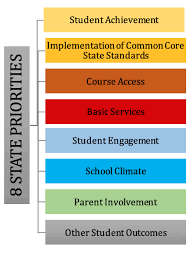 8 STATE PRIORITIES
Student Achievement
Implementation of Common Core
State Standards
Course Access
Basic Services
Student Engagement
School Climate
Parent Involvement
Other Student Outcomes